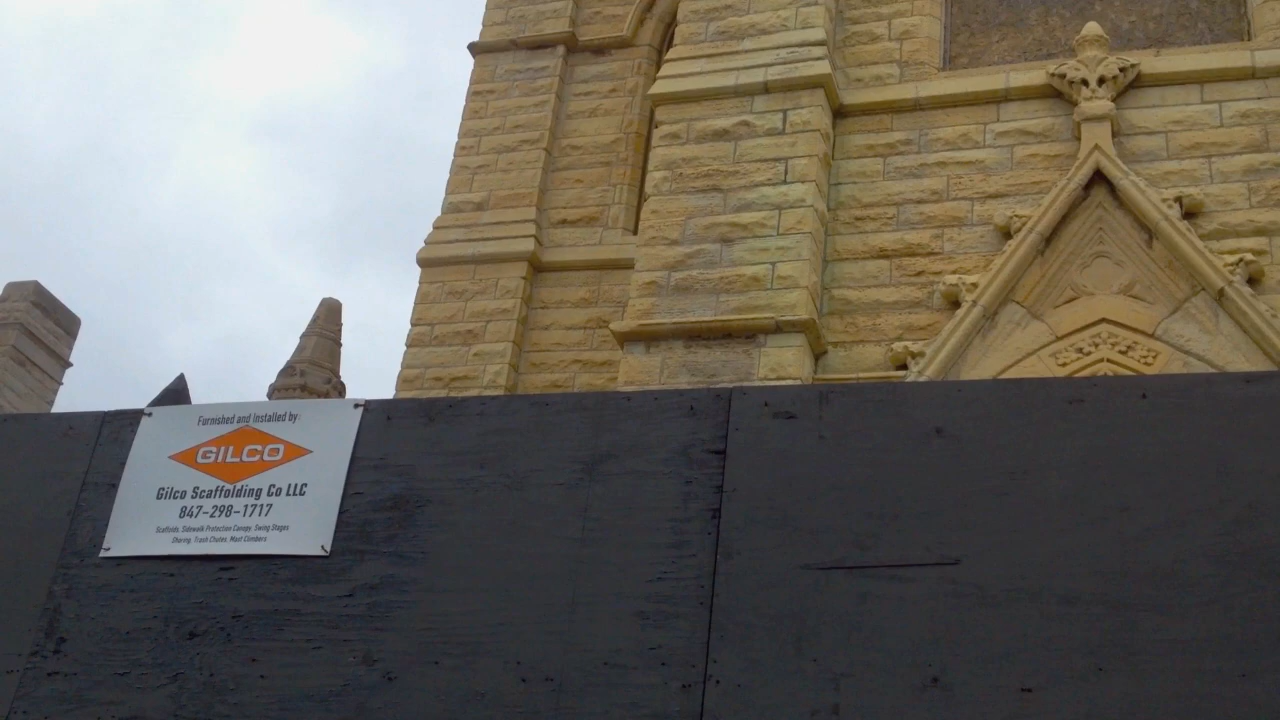 Furnished and Installed by:
GILCO
Gilco Scaffolding Co LLC
847-298-1717
Scaffolds, Sidewalk Protection Canopy, Swing Stages
Shoring, Trash Chutes, Mast Climbers